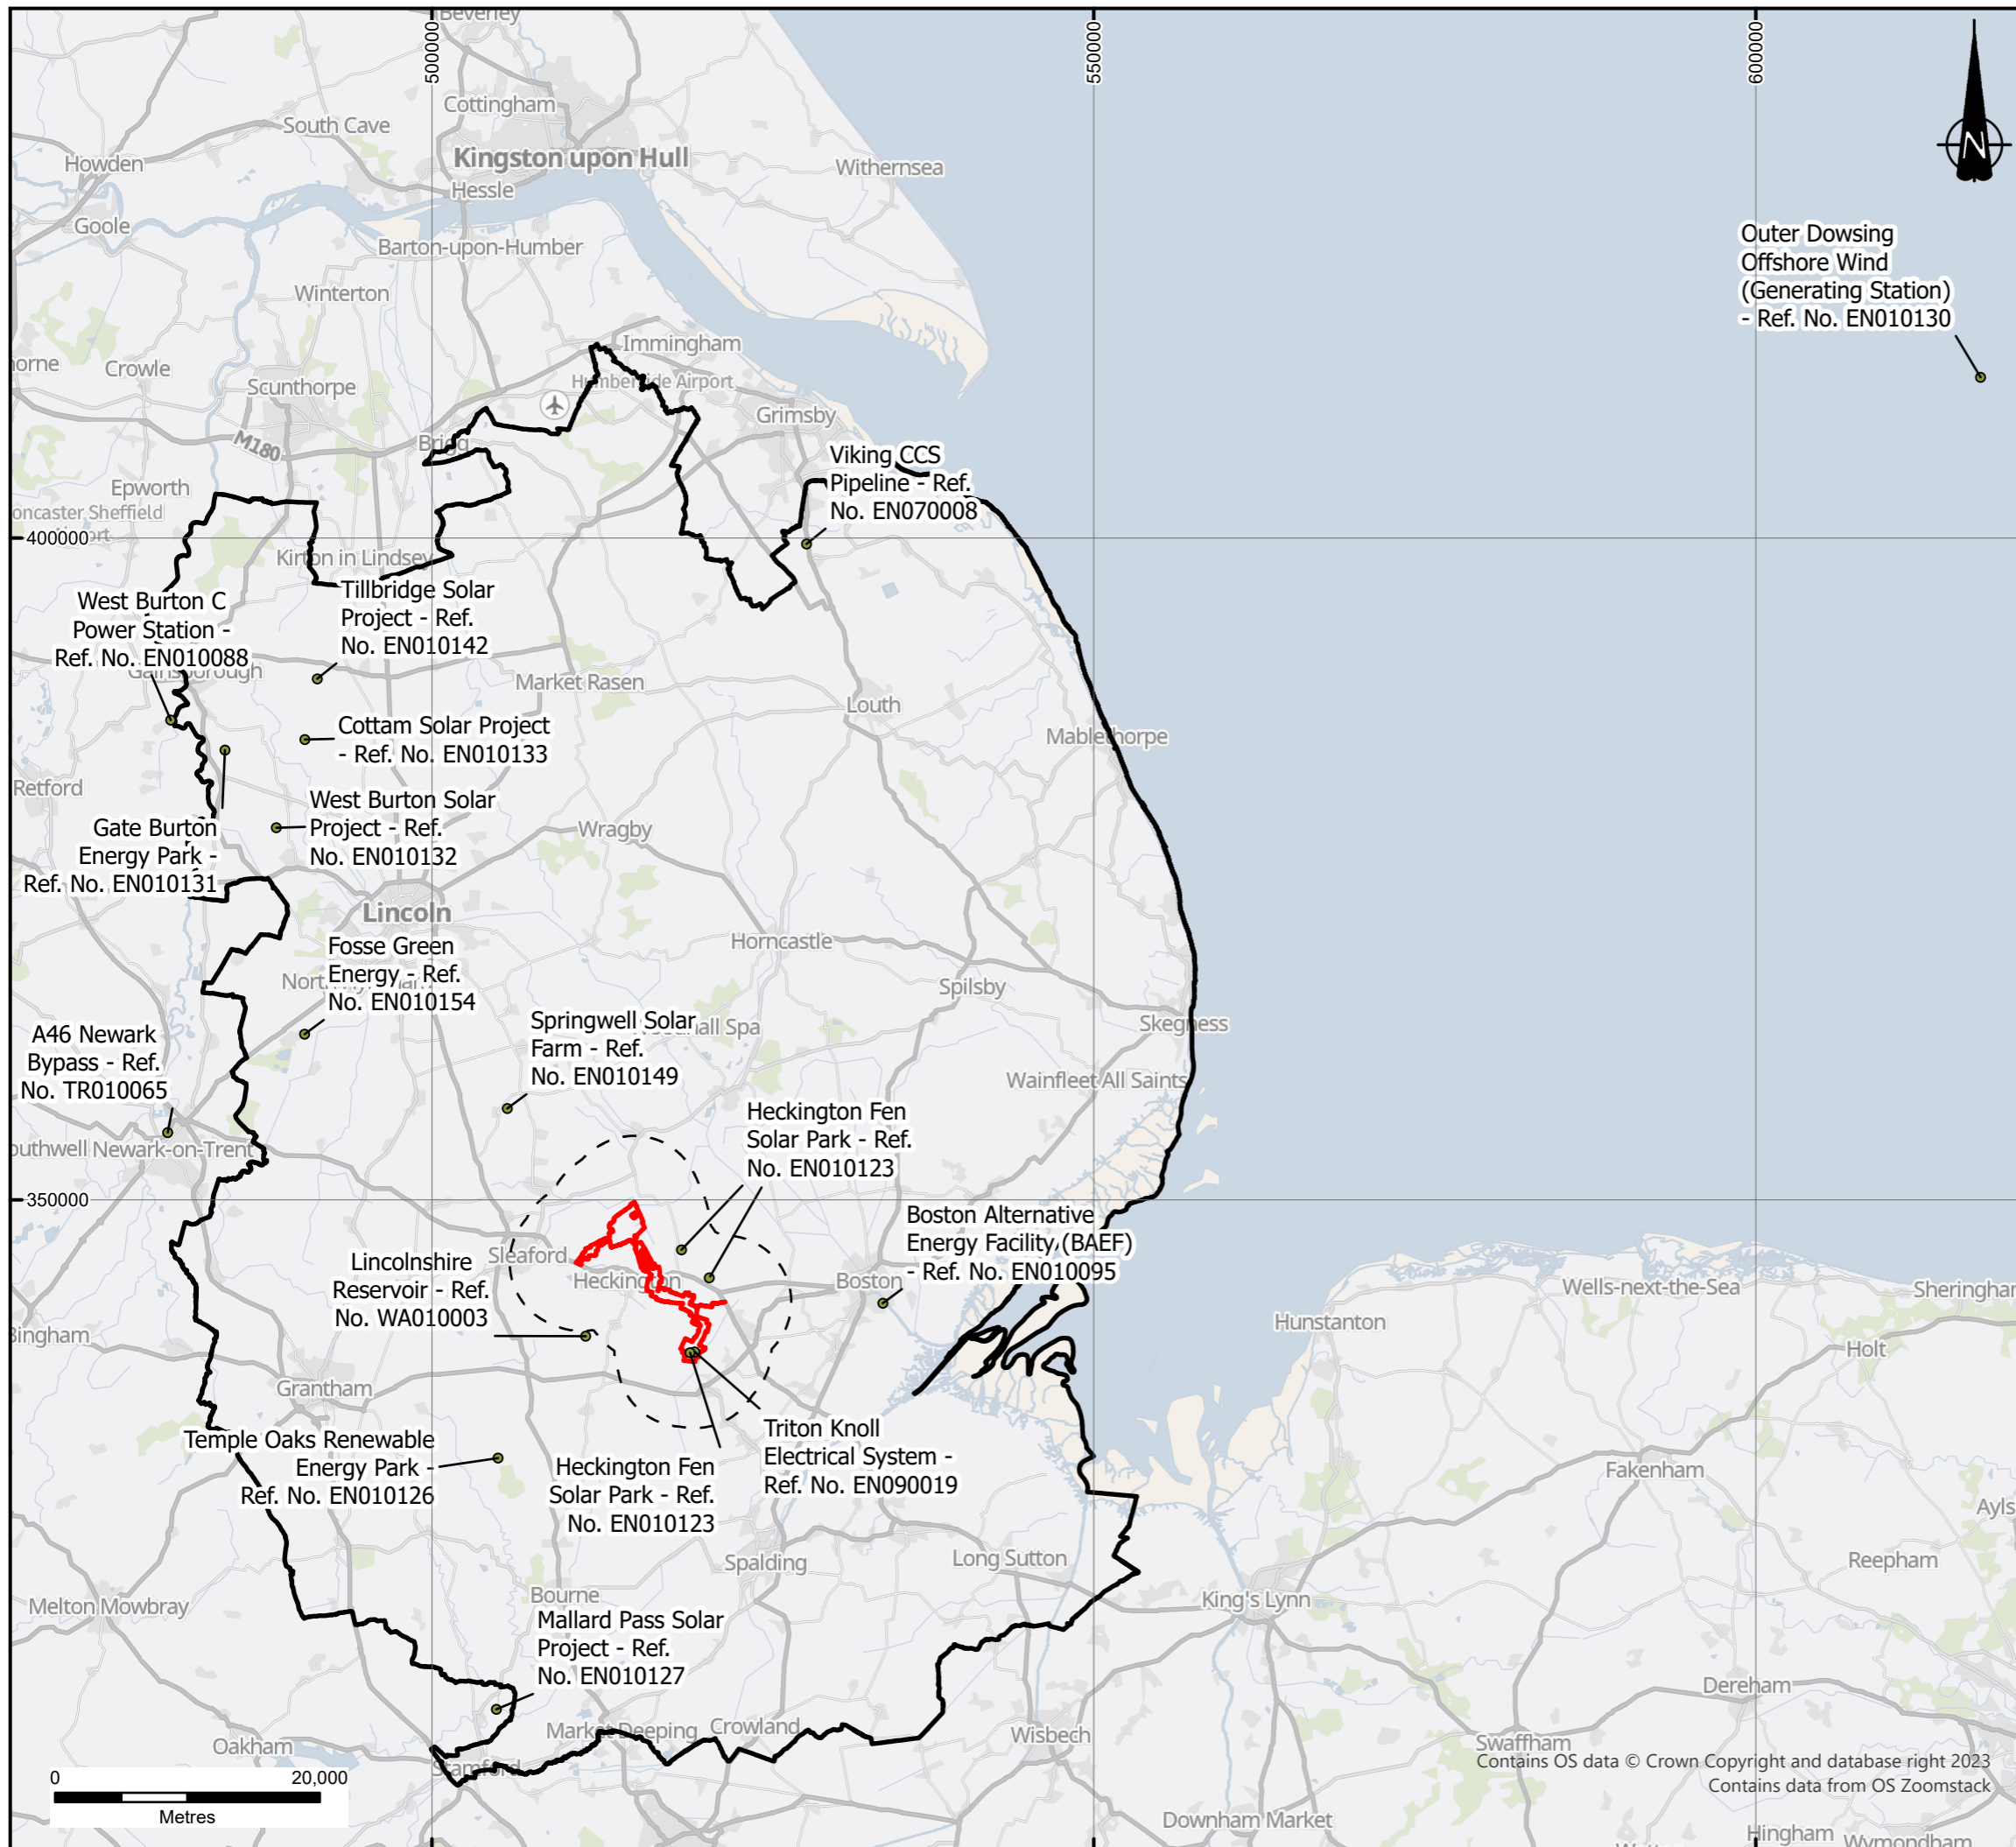 Beverley
500000
550000
600000
Cottingham
South Cave
Kingston upon Hull
Howden
Withernsea
Hessle
N
Goole
Barton-upon-Humber
Outer Dowsing
Offshore Wind
(Generating Station)
- Ref. No. EN010130
Winterton
Immingham
Crowle
Scunthorpe
Humberside Airport
Grimsby
M180
Brigg
Viking CCS
Pipeline - Ref.
No. EN070008
Epworth
oncaster Sheffield
400000
Kirton in Lindsey
Tillbridge Solar
Project - Ref.
No. EN010142
West Burton C
Power Station -
Ref. No. EN010088
Gainsborough
Market Rasen
Louth
Cottam Solar Project
- Ref. No. EN010133
Mablethorpe
Retford
West Burton Solar
Project - Ref.
No. EN010132
Wragby
Gate Burton
Energy Park -
Ref. No. EN010131
Lincoln
Fosse Green
Energy - Ref.
No. EN010154
Horncastle
North
Spilsby
Springwell Solar
Farm - Ref.
No. EN010149
hall Spa
Skegness
A46 Newark
Bypass - Ref.
No. TR010065
Wainfleet All Saints
Heckington Fen
Solar Park - Ref.
No. EN010123
outhwell
Newark-on-Trent
350000
Boston Alternative
Energy Facility (BAEF)
- Ref. No. EN010095
Sleaford
Lincolnshire
Reservoir - Ref.
No. WA010003
Heckington
Boston
Wells-next-the-Sea
Sheringhar
Bingham
Hunstanton
Holt
Grantham
Triton Knoll
Electrical System -
Ref. No. EN090019
Temple Oaks Renewable
Energy Park -
Ref. No. EN010126
Heckington Fen
Solar Park - Ref.
No. EN010123
Fakenham
Ayls
Spalding
Long Sutton
Reepham
Bourne
Melton Mowbray
King's Lynn
Mallard Pass Solar
Project - Ref.
No. EN010127
Dereham
Market Deeping
Crowland
Wisbech
Oakham
Swaffham
Stamford
Contains OS data © Crown Copyright and database right 2023
Contains data from OS Zoomstack
0
20,000
Metres
Downham Market
Hingham
Wymondham